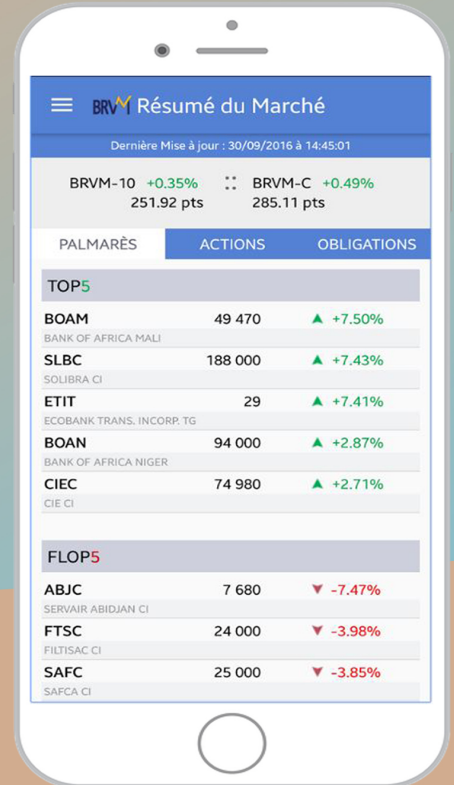 BRVM Résumé du Marché
Dernière Mise à jour : 30/09/2016 à 14:45:01
BRVM-10 +0.35% BRVM-C +0.49%
251.92 pts 285.11 pts
PALMARÈS ACTIONS OBLIGATIONS
TOP5
BOAM 49 470 +7.50%
BANK OF AFRICA MALI
SLBC 188 000 +7.43%
SOLIBRA CI
ETIT 29 +7.41%
ECOBANK TRANS. INCORP. TG
BOAN 94 000 +2.87%
BANK OF AFRICA NIGER
CIEC 74 980 +2.71%
CIE CI
FLOP5
ABJC 7 680 -7.47%
SERVAIR ABIDJAN CI
FTSC 24 000 -3.98%
FILTISAC CI
SAFC 25 000 -3.85%
SAFCA CI